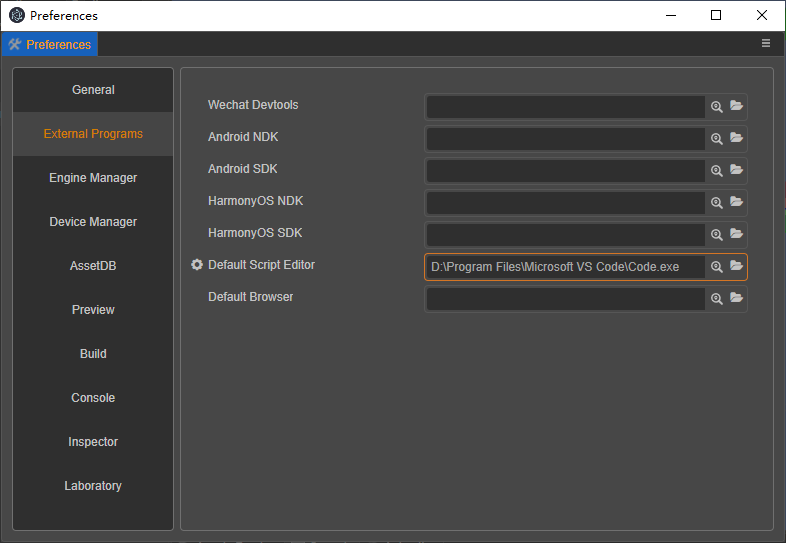 Preferences
Preferences
General
External Programs
Engine Manager
Device Manager
AssetDB
Preview
Build
Console
Inspector
Laboratory
Wechat Devtools
Android NDK
Android SDK
HarmonyOS NDK
HarmonyOS SDK
Default Script Editor D:\Program Files\Microsoft VS Code\Code.exe
Default Browser